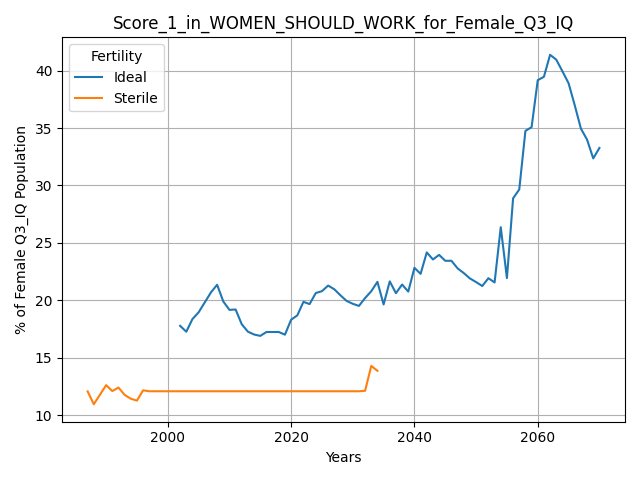 Score_1_in_WOMEN_SHOULD_WORK_for_Female_Q3_IQ
Fertility
Ideal
Sterile
% of Female Q3_IQ Population
40
35
30
25
20
15
10
2000 2020 2040 2060
Years